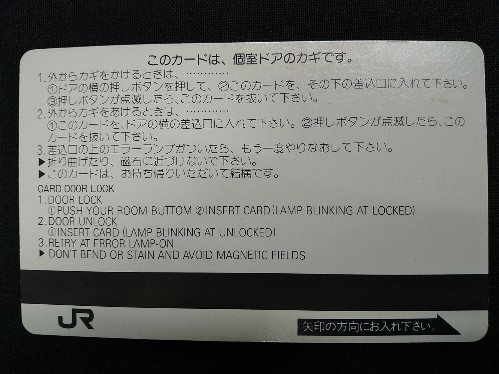 このカードは、個室ドアのカギです。
1.外からカギをかけるときは、…………
①ドアの横の押しボタンを押して、②このカードを、その下の差込口に入れて下さい。
③押しボタンが点滅したら、このカードを抜いて下さい。
2.外からカギをあけるときは、…………
①このカードを、ドアの横の差込口に入れて下さい。②押しボタンが点滅したら、この
カードを抜いて下さい。
3.差込口の上のエラーランプがついたら、もう一度やりなおして下さい。
▶折り曲げたり、磁石に近づけないで下さい。
▶このカードは、お持ち帰りいただいて結構です。
CARD DOOR LOCK
1.DOOR LOCK
①PUSH YOUR ROOM BUTTOM ②INSERT CARD(LAMP BLINKING AT LOCKED)
2.DOOR UNLOCK
①INSERT CARD(LAMP BLINKING AT UNLOCKED)
3.RETRY AT ERROR LAMP-ON
▶DON'T BEND OR STAIN AND AVOID MAGNETIC FIELDS
JR
矢印の方向にお入れ下さい。